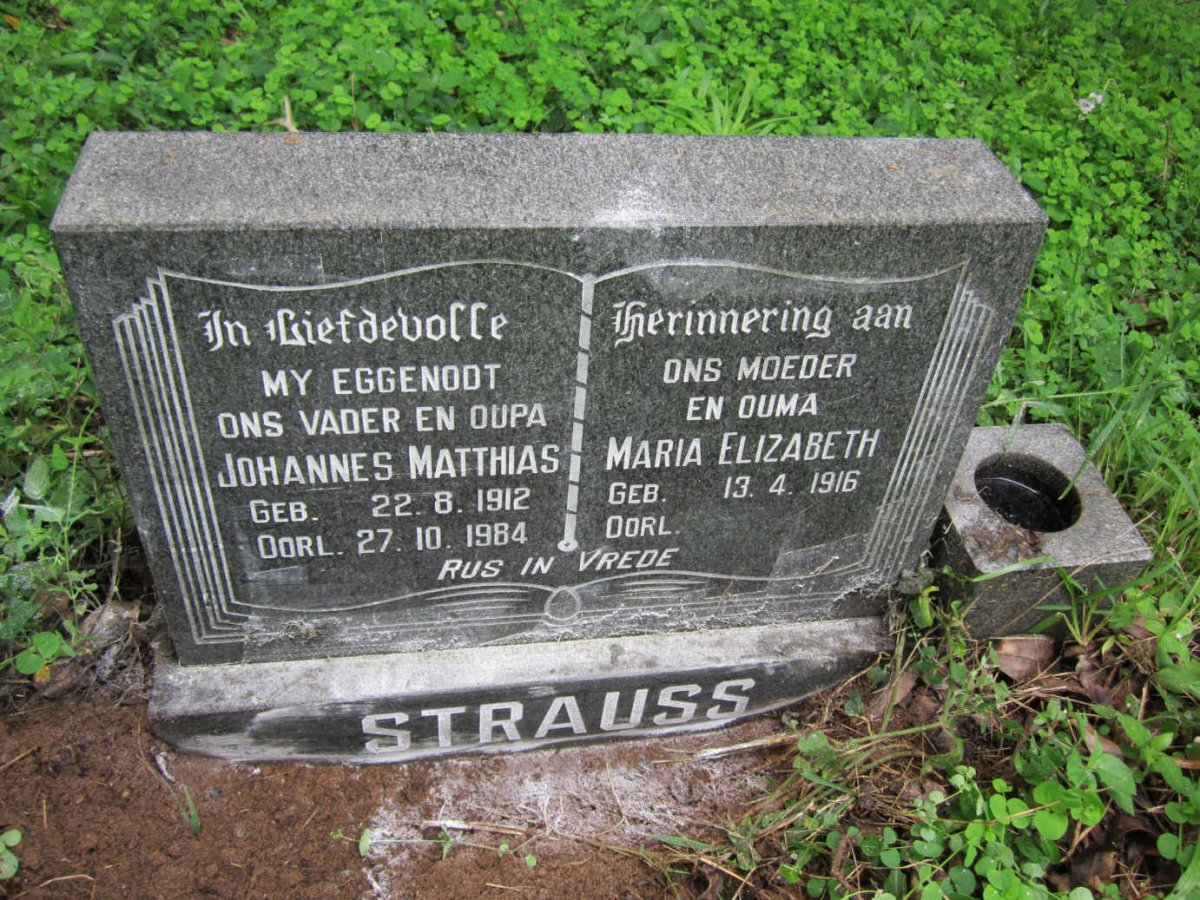 In Liefdevolle
MY EGGENODT
ONS VADER EN OUPA
JOHANNES MATTHIAS
GEB. 22. 8. 1912
OORL. 27. 10. 1984
Herinnering aan
ONS MOEDER
EN OUMA
MARIA ELIZABETH
GEB. 13. 4. 1916
OORL.
RUS IN VREDE
STRAUSS